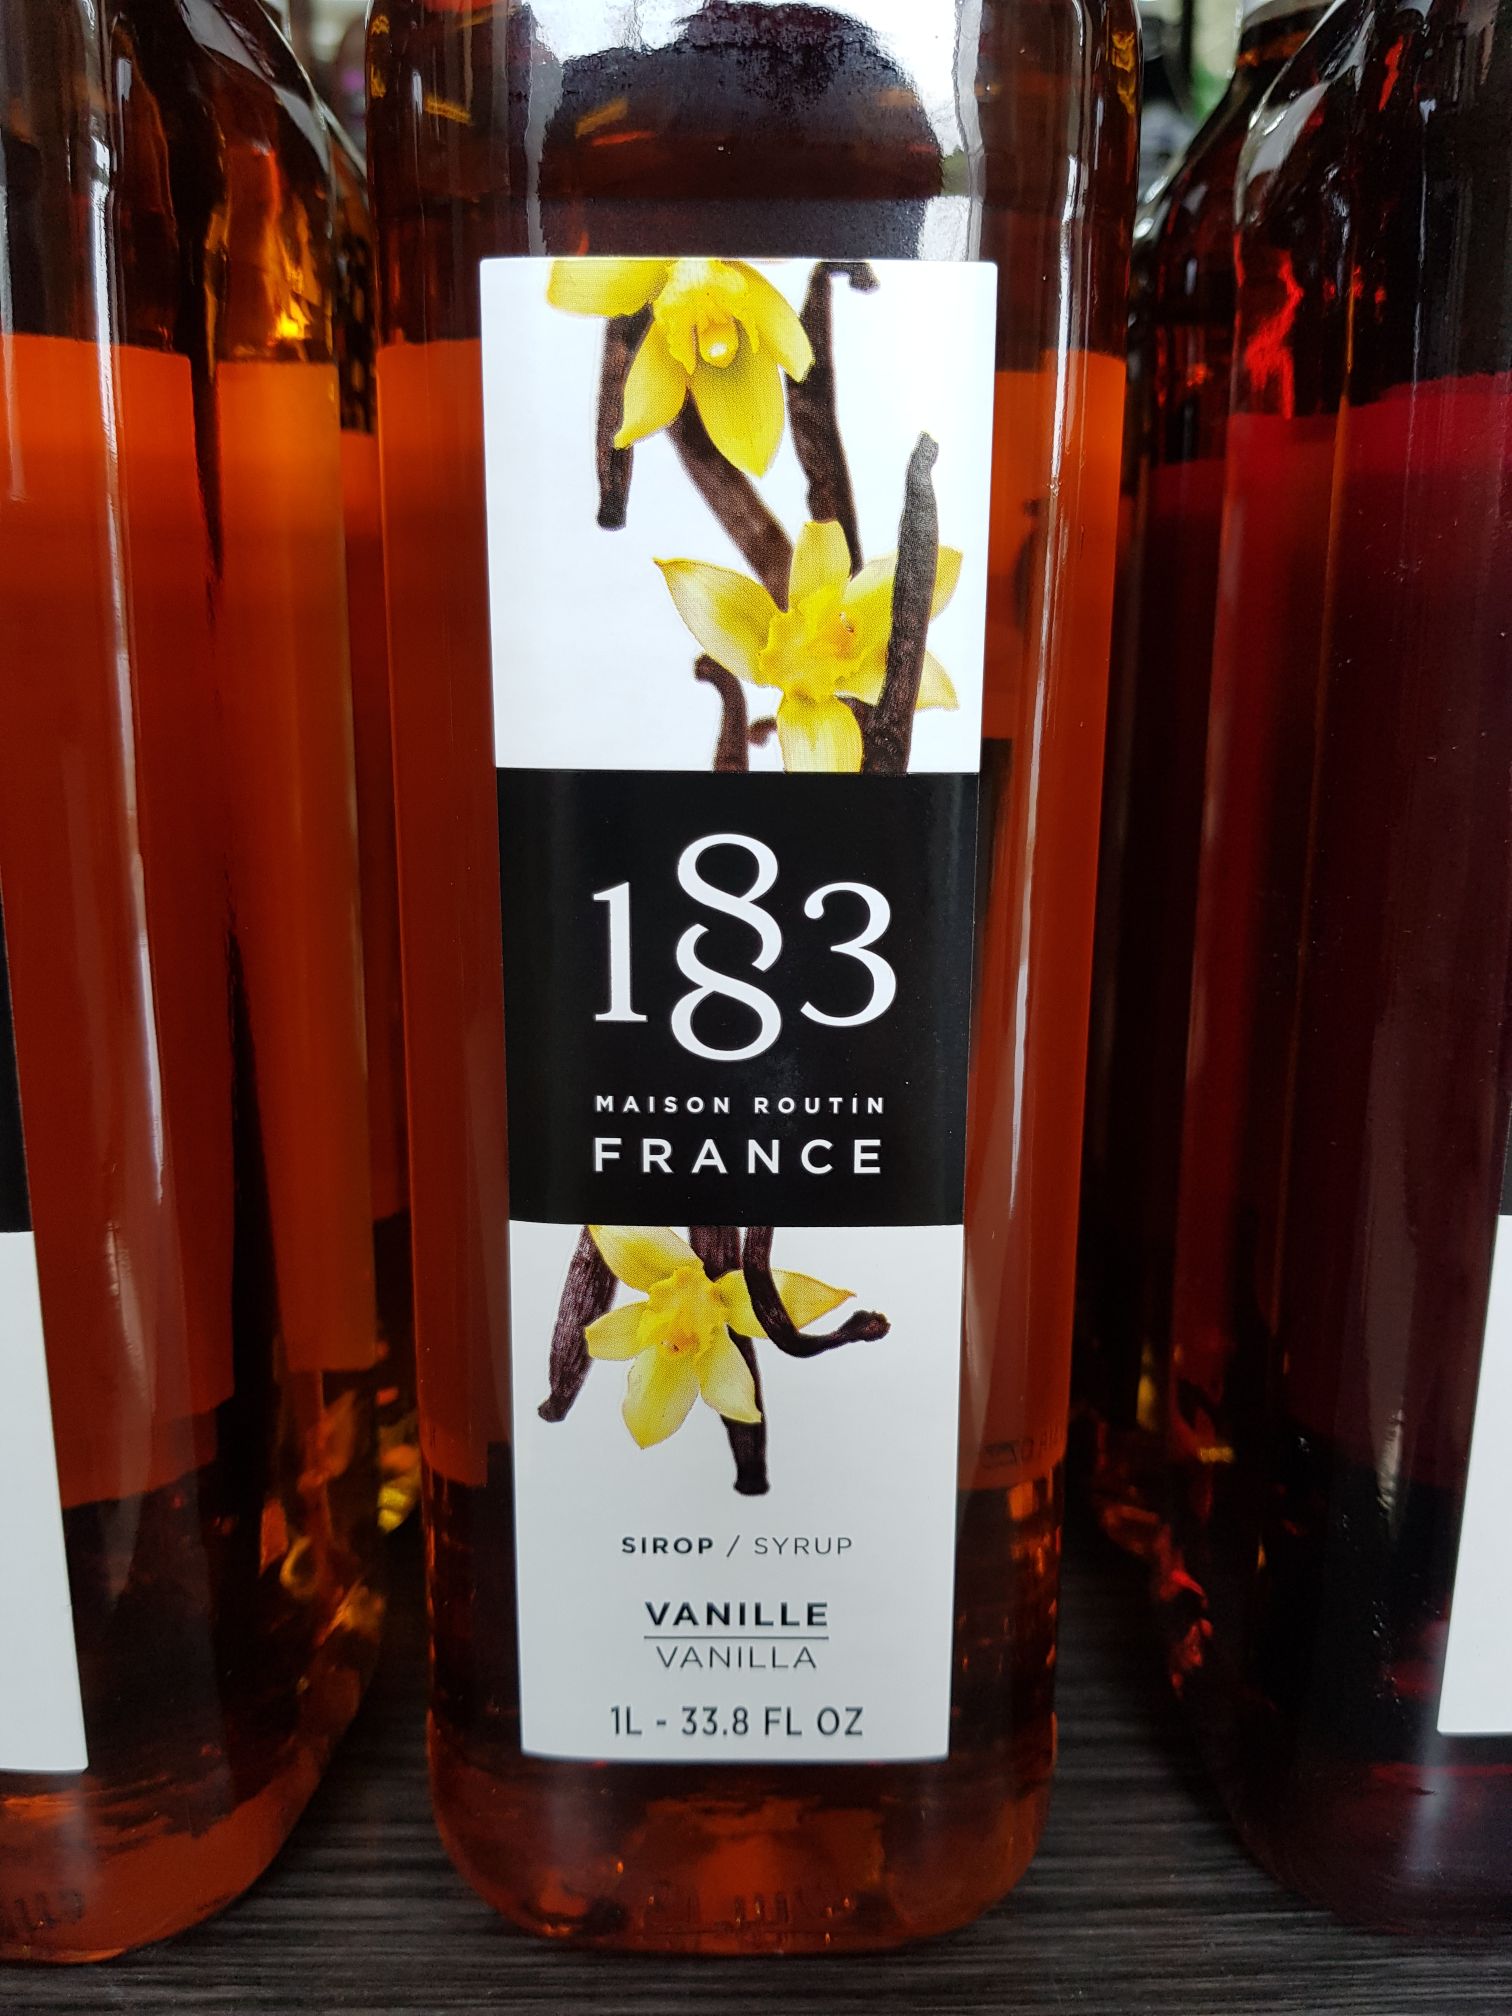 1883
MAISON ROUTIN
FRANCE
SIROP / SYRUP
VANILLE
VANILLA
1L - 33.8 FL OZ